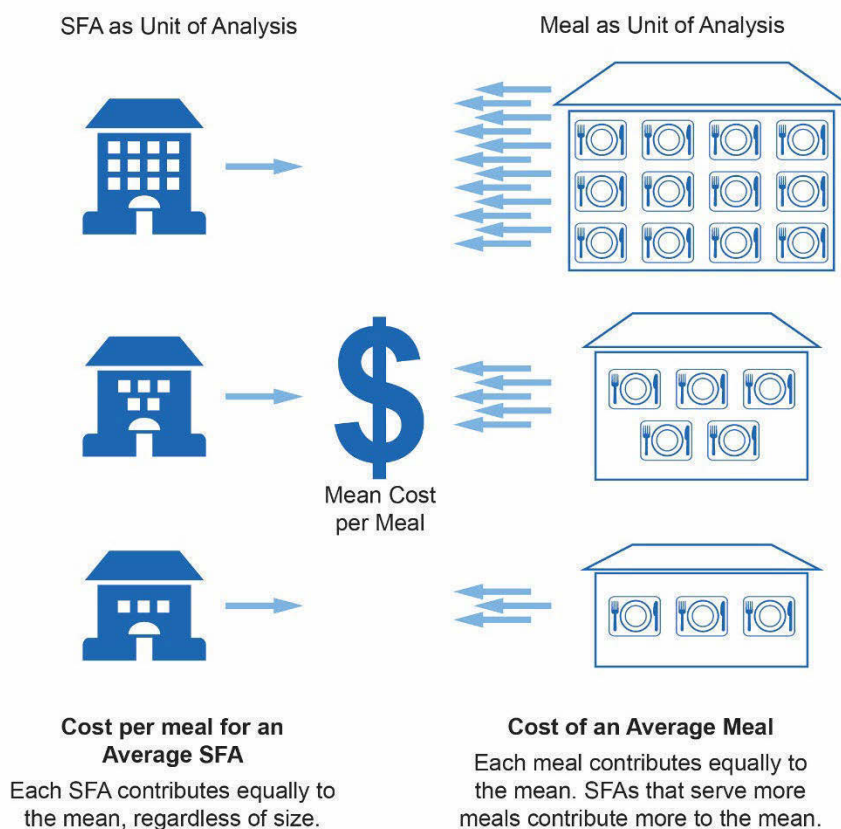 SFA as Unit of Analysis
Meal as Unit of Analysis
$
Mean Cost
per Meal
Cost per meal for an
Average SFA
Each SFA contributes equally to
the mean, regardless of size.
Cost of an Average Meal
Each meal contributes equally to
the mean. SFAs that serve more
meals contribute more to the mean.